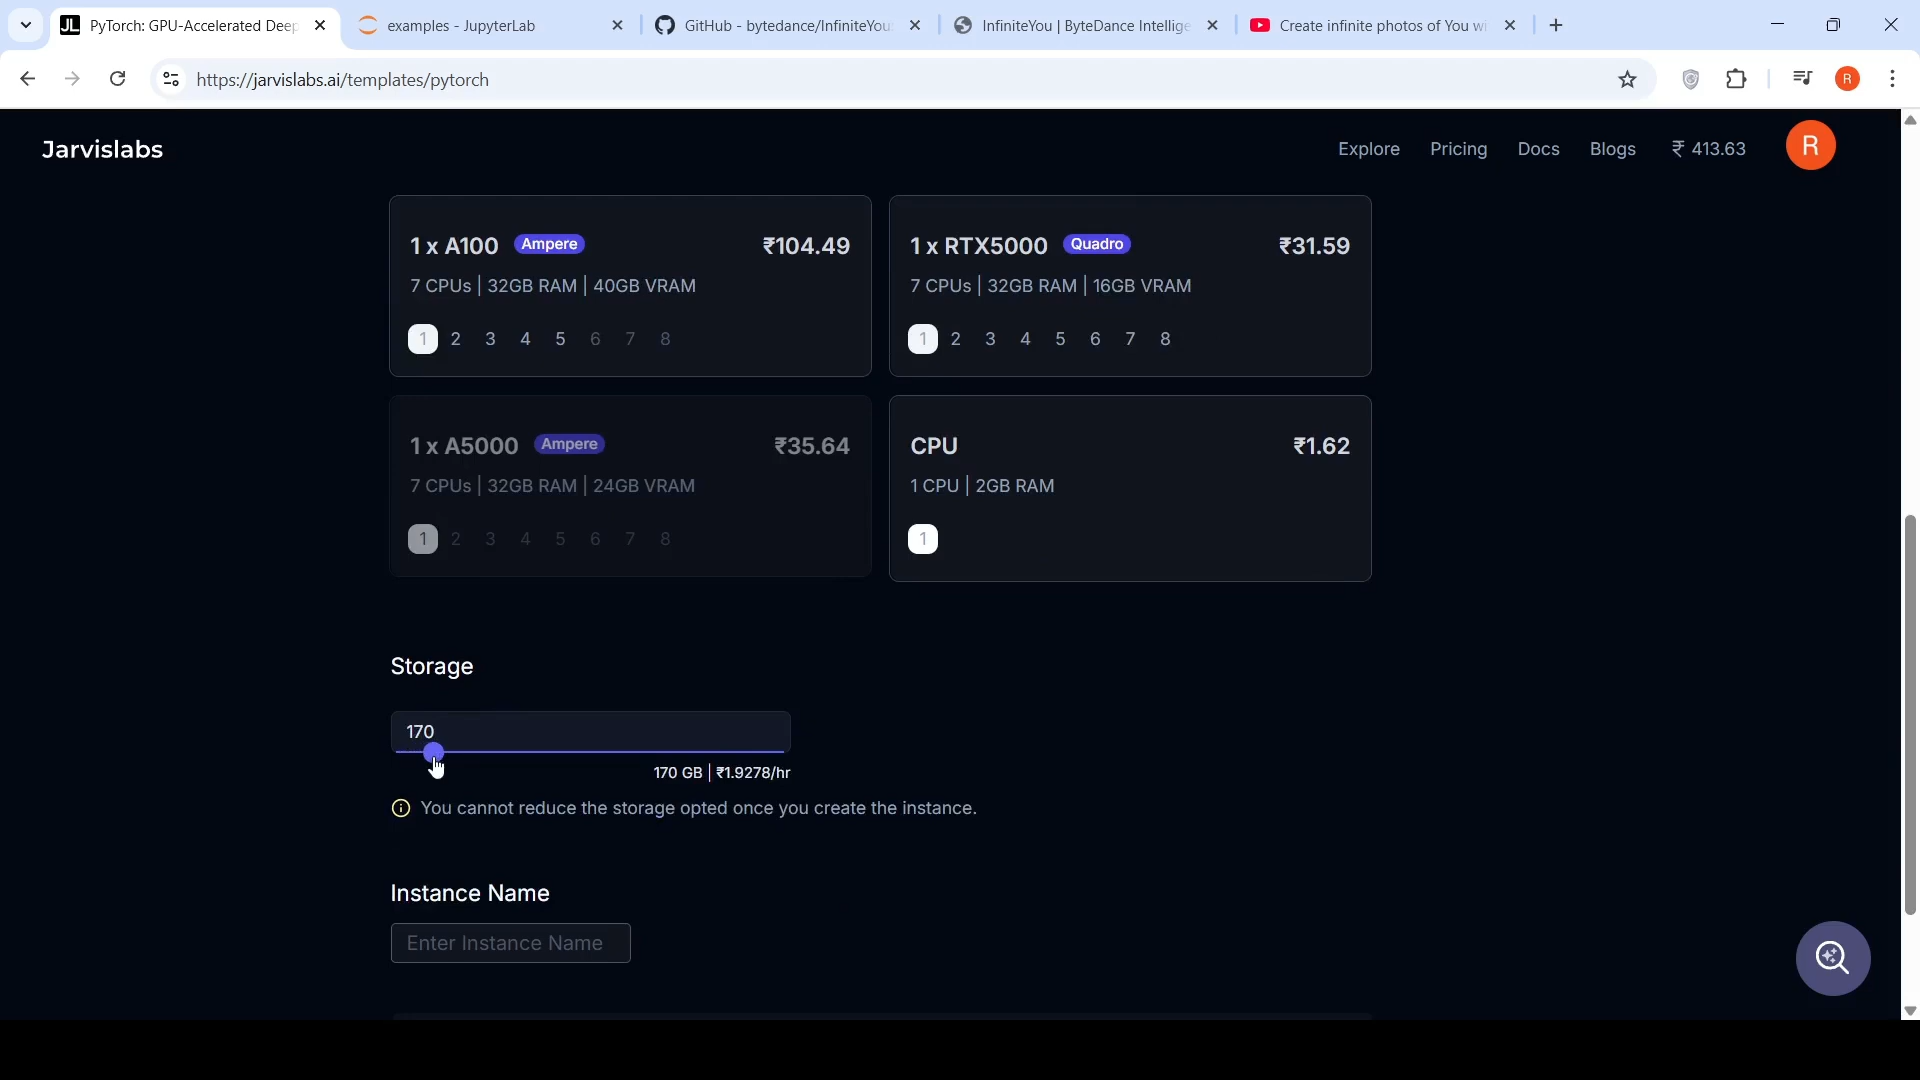 PyTorch: GPU-Accelerated Deep
examples - JupyterLab
GitHub - bytedance/InfiniteYou:
InfiniteYou | ByteDance Intellige
Create infinite photos of You wi
https://jarvislabs.ai/templates/pytorch
R
Jarvislabs
Explore
Pricing
Docs
Blogs
₹ 413.63
R
1 x A100 Ampere ₹104.49
7 CPUs | 32GB RAM | 40GB VRAM
1 2 3 4 5 6 7 8
1 x RTX5000 Quadro ₹31.59
7 CPUs | 32GB RAM | 16GB VRAM
1 2 3 4 5 6 7 8
1 x A5000 Ampere ₹35.64
7 CPUs | 32GB RAM | 24GB VRAM
1 2 3 4 5 6 7 8
CPU ₹1.62
1 CPU | 2GB RAM
1
Storage
170
170 GB | ₹1.9278/hr
You cannot reduce the storage opted once you create the instance.
Instance Name
Enter Instance Name